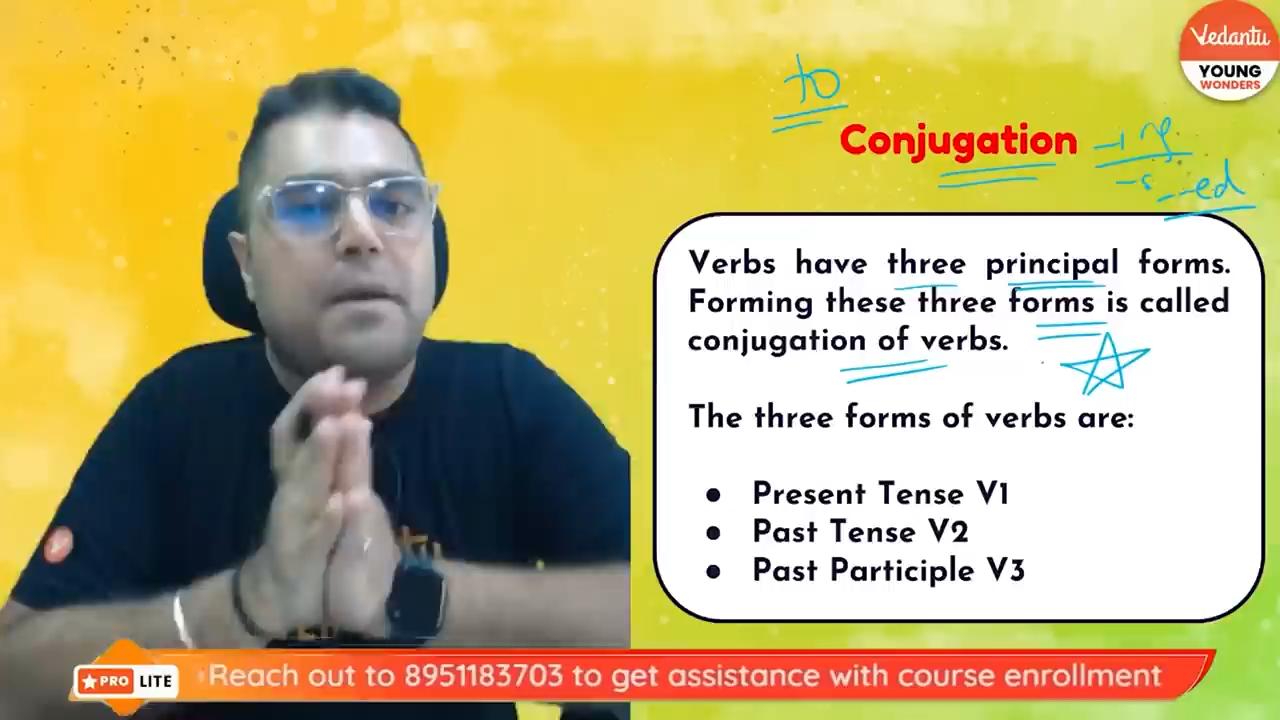 Vedantu
YOUNG
WONDERS
to
Conjugation
-ing
-s -ed
Verbs have three principal forms.
Forming these three forms is called
conjugation of verbs.
The three forms of verbs are:
● Present Tense V1
● Past Tense V2
● Past Participle V3
★PRO LITE
Reach out to 8951183703 to get assistance with course enrollment